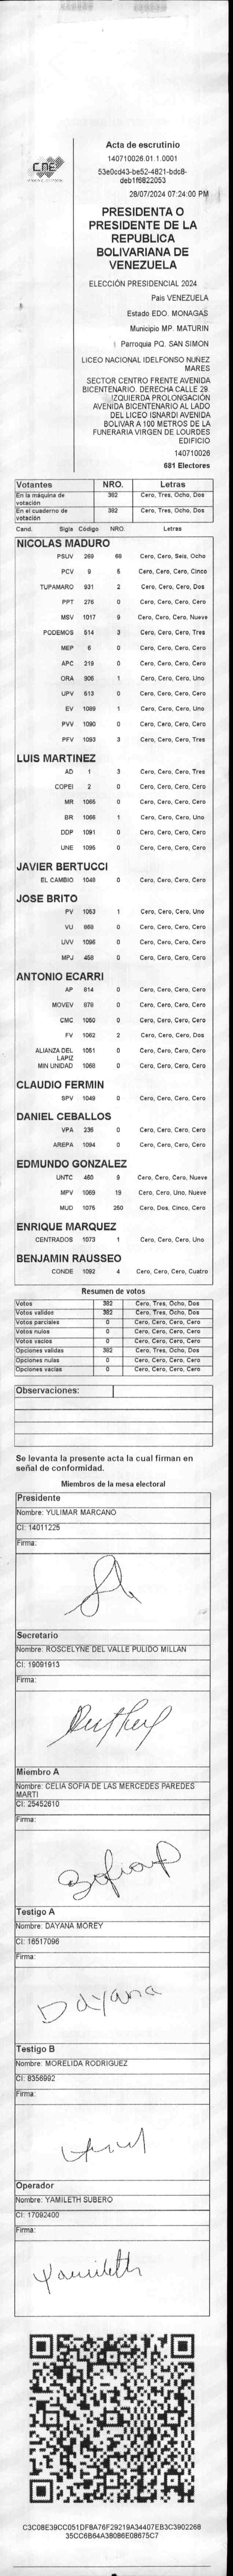 CNE
Acta de escrutinio
140710026.01.1.0001
53e0cd43-be52-4821-bdc8-
deb1f6822053
28/07/2024 07:24:00 PM
PRESIDENTA O
PRESIDENTE DE LA
REPUBLICA
BOLIVARIANA DE
VENEZUELA
ELECCIÓN PRESIDENCIAL 2024
Pais VENEZUELA
Estado EDO. MONAGAS
Municipio MP. MATURIN
Parroquia PQ. SAN SIMON
LICEO NACIONAL IDELFONSO NUÑEZ
MARES
SECTOR CENTRO FRENTE AVENIDA
BICENTENARIO. DERECHA CALLE 29.
IZQUIERDA PROLONGACIÓN
AVENIDA BICENTENARIO AL LADO
DEL LICEO ISNARDI AVENIDA
BOLIVAR A 100 METROS DE LA
FUNERARIA VIRGEN DE LOURDES
EDIFICIO
140710026
681 Electores
Votantes NRO. Letras
En la máquina de votación 382 Cero, Tres, Ocho, Dos
En el cuaderno de votación 382 Cero, Tres, Ocho, Dos
Cand. Sigla Código NRO. Letras
NICOLAS MADURO
PSUV 269 68 Cero, Cero, Seis, Ocho
PCV 9 5 Cero, Cero, Cero, Cinco
TUPAMARO 931 2 Cero, Cero, Cero, Dos
PPT 276 0 Cero, Cero, Cero, Cero
MSV 1017 9 Cero, Cero, Cero, Nueve
PODEMOS 514 3 Cero, Cero, Cero, Tres
MEP 6 0 Cero, Cero, Cero, Cero
APC 219 0 Cero, Cero, Cero, Cero
ORA 906 1 Cero, Cero, Cero, Uno
UPV 513 0 Cero, Cero, Cero, Cero
EV 1089 1 Cero, Cero, Cero, Uno
PVV 1090 0 Cero, Cero, Cero, Cero
PFV 1093 3 Cero, Cero, Cero, Tres
LUIS MARTINEZ
AD 1 3 Cero, Cero, Cero, Tres
COPEI 2 0 Cero, Cero, Cero, Cero
MR 1065 0 Cero, Cero, Cero, Cero
BR 1066 1 Cero, Cero, Cero, Uno
DDP 1091 0 Cero, Cero, Cero, Cero
UNE 1095 0 Cero, Cero, Cero, Cero
JAVIER BERTUCCI
EL CAMBIO 1048 0 Cero, Cero, Cero, Cero
JOSE BRITO
PV 1053 1 Cero, Cero, Cero, Uno
VU 868 0 Cero, Cero, Cero, Cero
UVV 1096 0 Cero, Cero, Cero, Cero
MPJ 458 0 Cero, Cero, Cero, Cero
ANTONIO ECARRI
AP 814 0 Cero, Cero, Cero, Cero
MOVEV 878 0 Cero, Cero, Cero, Cero
CMC 1050 0 Cero, Cero, Cero, Cero
FV 1062 2 Cero, Cero, Cero, Dos
ALIANZA DEL LAPIZ 1051 0 Cero, Cero, Cero, Cero
MIN UNIDAD 1068 0 Cero, Cero, Cero, Cero
CLAUDIO FERMIN
SPV 1049 0 Cero, Cero, Cero, Cero
DANIEL CEBALLOS
VPA 236 0 Cero, Cero, Cero, Cero
AREPA 1094 0 Cero, Cero, Cero, Cero
EDMUNDO GONZALEZ
UNTC 460 9 Cero, Cero, Cero, Nueve
MPV 1069 19 Cero, Cero, Uno, Nueve
MUD 1075 250 Cero, Dos, Cinco, Cero
ENRIQUE MARQUEZ
CENTRADOS 1073 1 Cero, Cero, Cero, Uno
BENJAMIN RAUSSEO
CONDE 1092 4 Cero, Cero, Cero, Cuatro
Resumen de votos
Votos 382 Cero, Tres, Ocho, Dos
Votos validos 382 Cero, Tres, Ocho, Dos
Votos parciales 0 Cero, Cero, Cero, Cero
Votos nulos 0 Cero, Cero, Cero, Cero
Votos vacios 0 Cero, Cero, Cero, Cero
Opciones validas 382 Cero, Tres, Ocho, Dos
Opciones nulas 0 Cero, Cero, Cero, Cero
Opciones vacias 0 Cero, Cero, Cero, Cero
Observaciones:
Se levanta la presente acta la cual firman en
señal de conformidad.
Miembros de la mesa electoral
Presidente
Nombre: YULIMAR MARCANO
CI: 14011225
Firma:
Secretario
Nombre: ROSCELYNE DEL VALLE PULIDO MILLAN
CI: 19091913
Firma:
Miembro A
Nombre: CELIA SOFIA DE LAS MERCEDES PAREDES
MARTI
CI: 25452610
Firma:
Testigo A
Nombre: DAYANA MOREY
CI: 16517096
Firma:
Dayana
Testigo B
Nombre: MORELIDA RODRIGUEZ
CI: 8356992
Firma:
Operador
Nombre: YAMILETH SUBERO
CI: 17092400
Firma:
Yamileth
C3C08E39CC051DF8A76F29219A34407EB3C3902268
35CC6B64A38086E08675C7